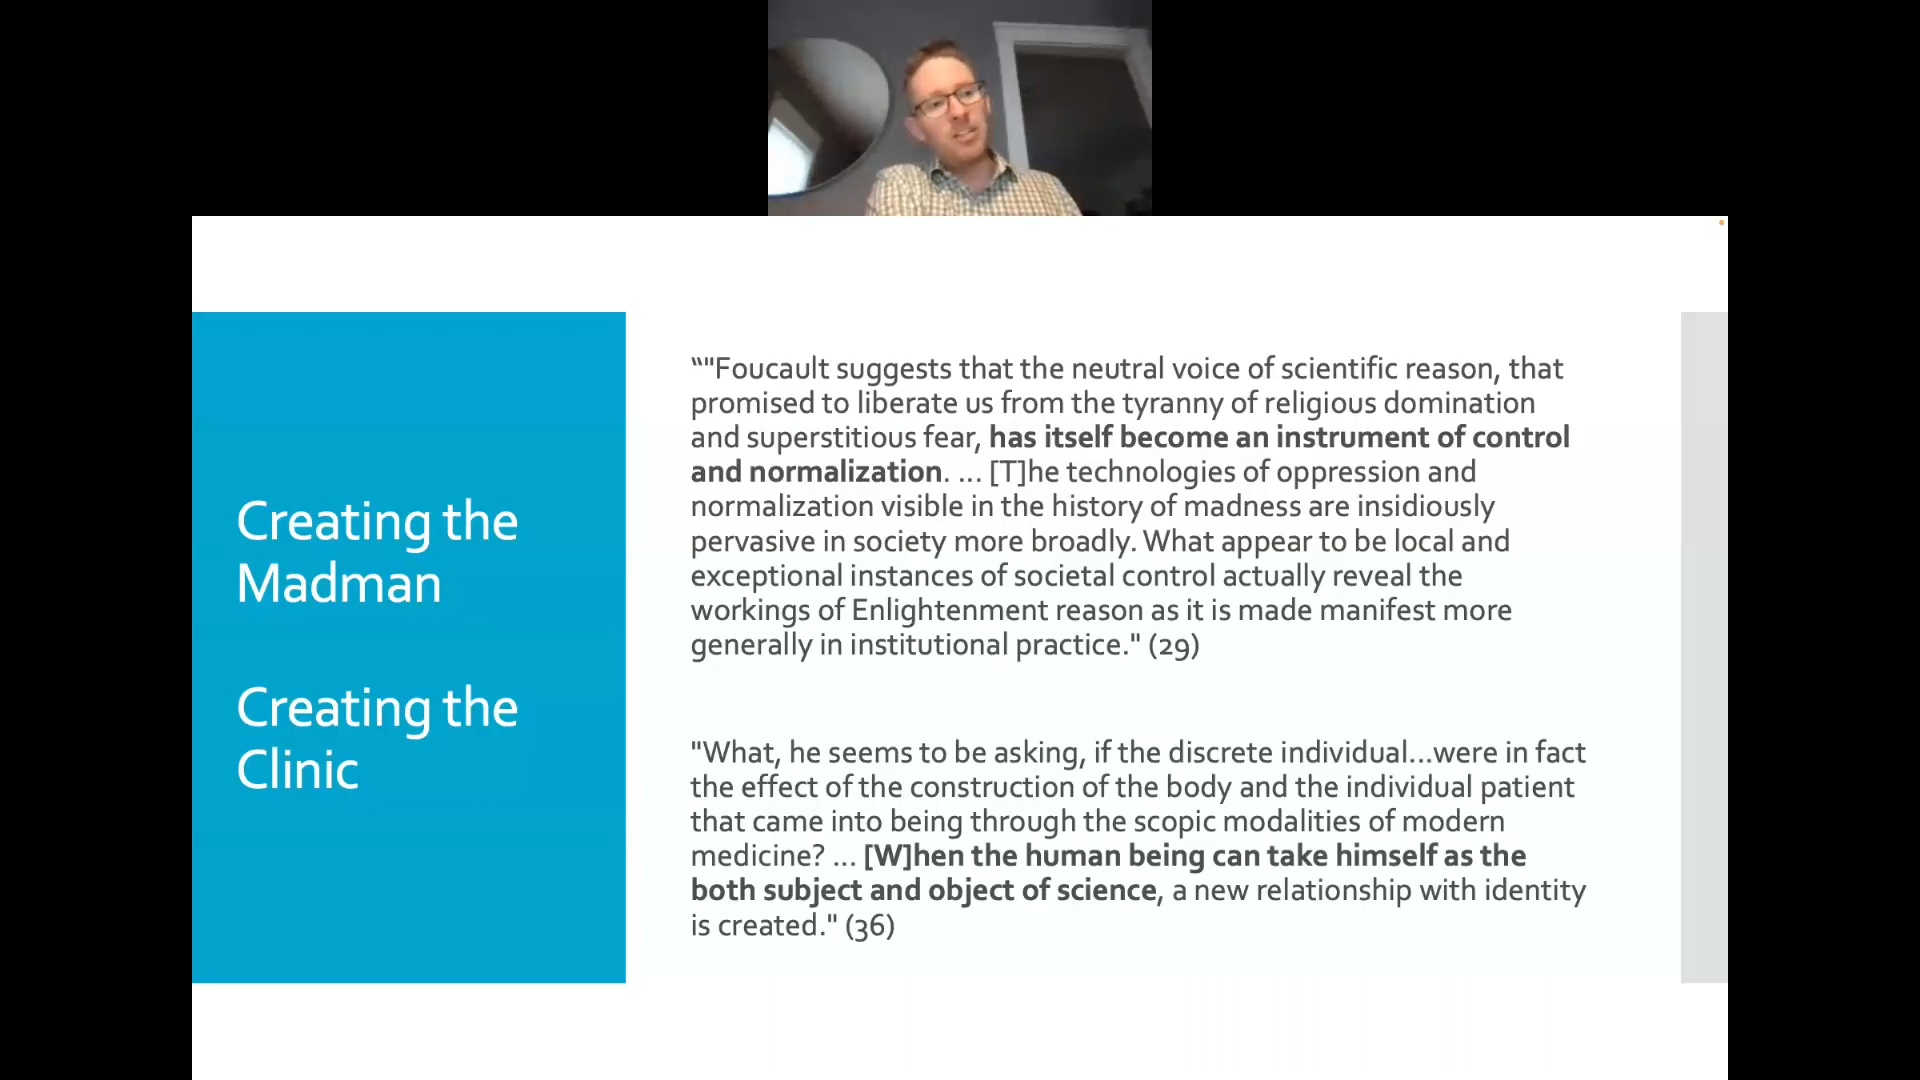 Creating the
Madman
Creating the
Clinic
“"Foucault suggests that the neutral voice of scientific reason, that
promised to liberate us from the tyranny of religious domination
and superstitious fear, has itself become an instrument of control
and normalization. ... [T]he technologies of oppression and
normalization visible in the history of madness are insidiously
pervasive in society more broadly. What appear to be local and
exceptional instances of societal control actually reveal the
workings of Enlightenment reason as it is made manifest more
generally in institutional practice." (29)
"What, he seems to be asking, if the discrete individual...were in fact
the effect of the construction of the body and the individual patient
that came into being through the scopic modalities of modern
medicine? ... [W]hen the human being can take himself as the
both subject and object of science, a new relationship with identity
is created." (36)